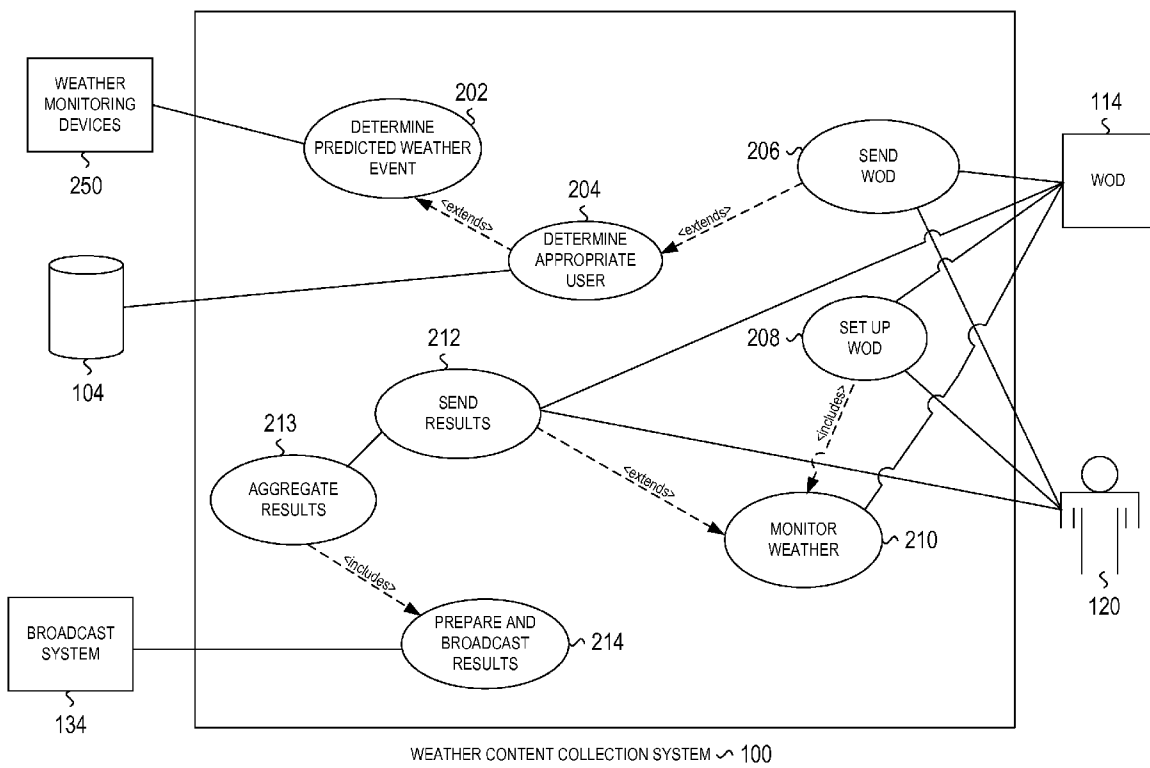 WEATHER
MONITORING
DEVICES
250
202
DETERMINE
PREDICTED WEATHER
EVENT
206
SEND
WOD
114
WOD
<extends>
204
DETERMINE
APPROPRIATE
USER
<extends>
104
208
SET UP
WOD
212
SEND
RESULTS
<includes>
213
AGGREGATE
RESULTS
<extends>
MONITOR
WEATHER
210
120
<includes>
BROADCAST
SYSTEM
134
PREPARE AND
BROADCAST
RESULTS
214
WEATHER CONTENT COLLECTION SYSTEM 100